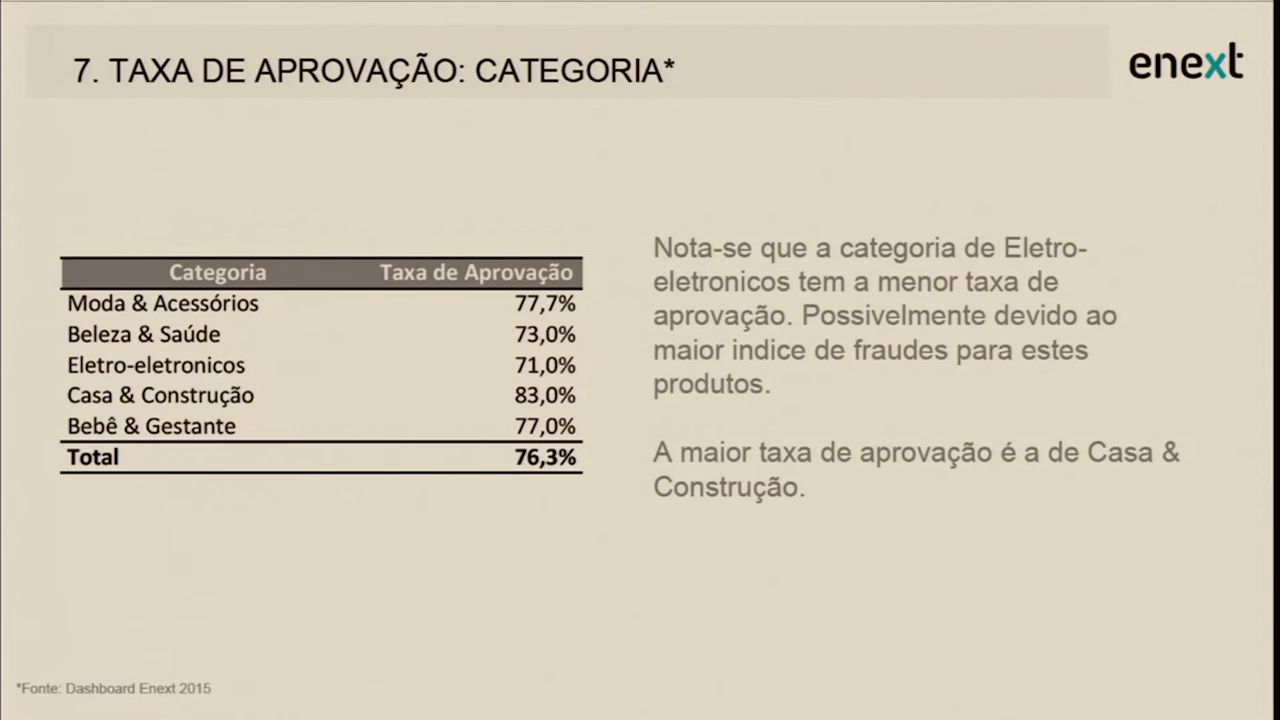 7. TAXA DE APROVAÇÃO: CATEGORIA*
enext
Categoria Taxa de Aprovação
Moda & Acessórios 77,7%
Beleza & Saúde 73,0%
Eletro-eletronicos 71,0%
Casa & Construção 83,0%
Bebê & Gestante 77,0%
Total 76,3%
Nota-se que a categoria de Eletro-
eletronicos tem a menor taxa de
aprovação. Possivelmente devido ao
maior indice de fraudes para estes
produtos.
A maior taxa de aprovação é a de Casa &
Construção.
*Fonte: Dashboard Enext 2015